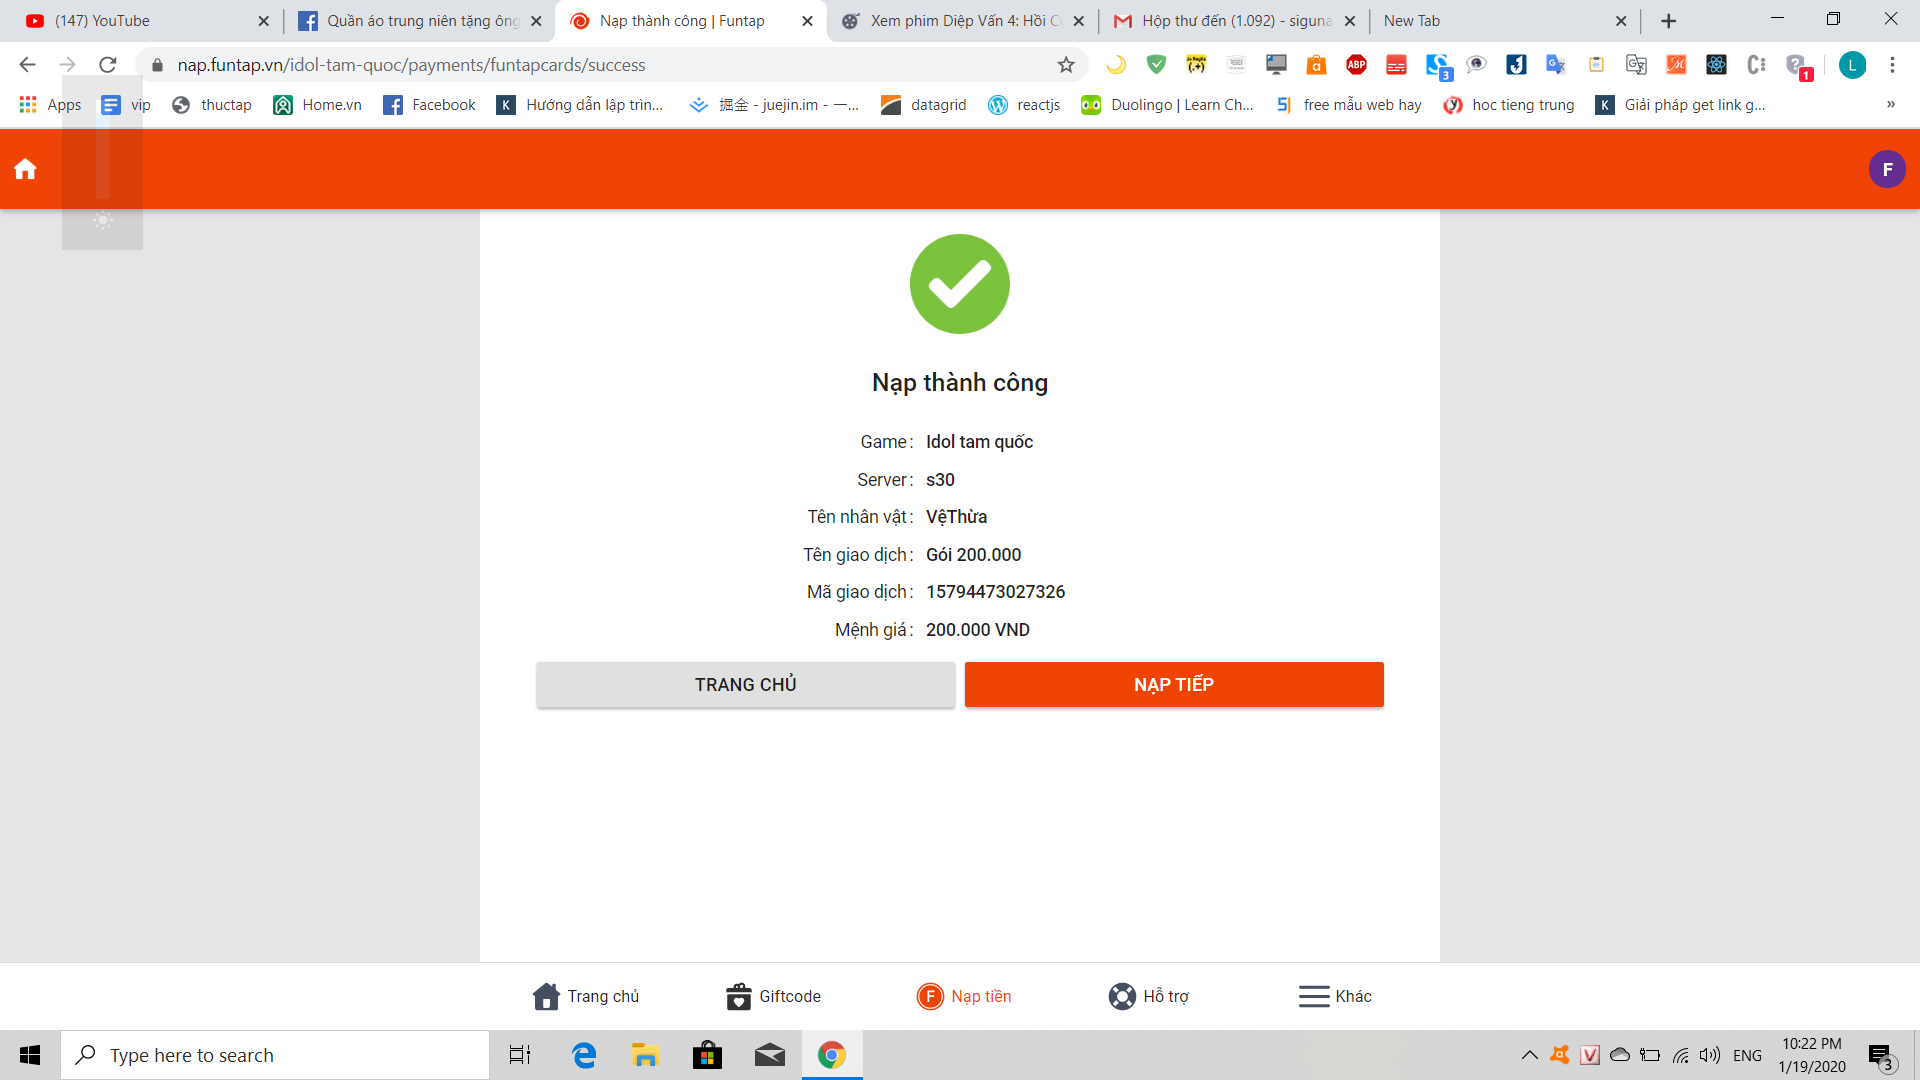 (147) YouTube
Quần áo trung niên tặng ông
Nạp thành công | Funtap
Xem phim Diệp Vấn 4: Hồi C
Hộp thư đến (1.092) - siguna
New Tab
nap.funtap.vn/idol-tam-quoc/payments/funtapcards/success
ABP
3
1
L
Apps
vip
thuctap
Home.vn
Facebook
K
Hướng dẫn lập trìn...
掘金 - juejin.im - 一...
datagrid
reactjs
Duolingo | Learn Ch...
free mẫu web hay
hoc tieng trung
K
Giải pháp get link g...
»
F
Nạp thành công
Game: Idol tam quốc
Server: s30
Tên nhân vật: VệThừa
Tên giao dịch: Gói 200.000
Mã giao dịch: 15794473027326
Mệnh giá: 200.000 VND
TRANG CHỦ
NẠP TIẾP
Trang chủ
Giftcode
F
Nạp tiền
Hỗ trợ
Khác
Type here to search
V
ENG
10:22 PM
1/19/2020
3